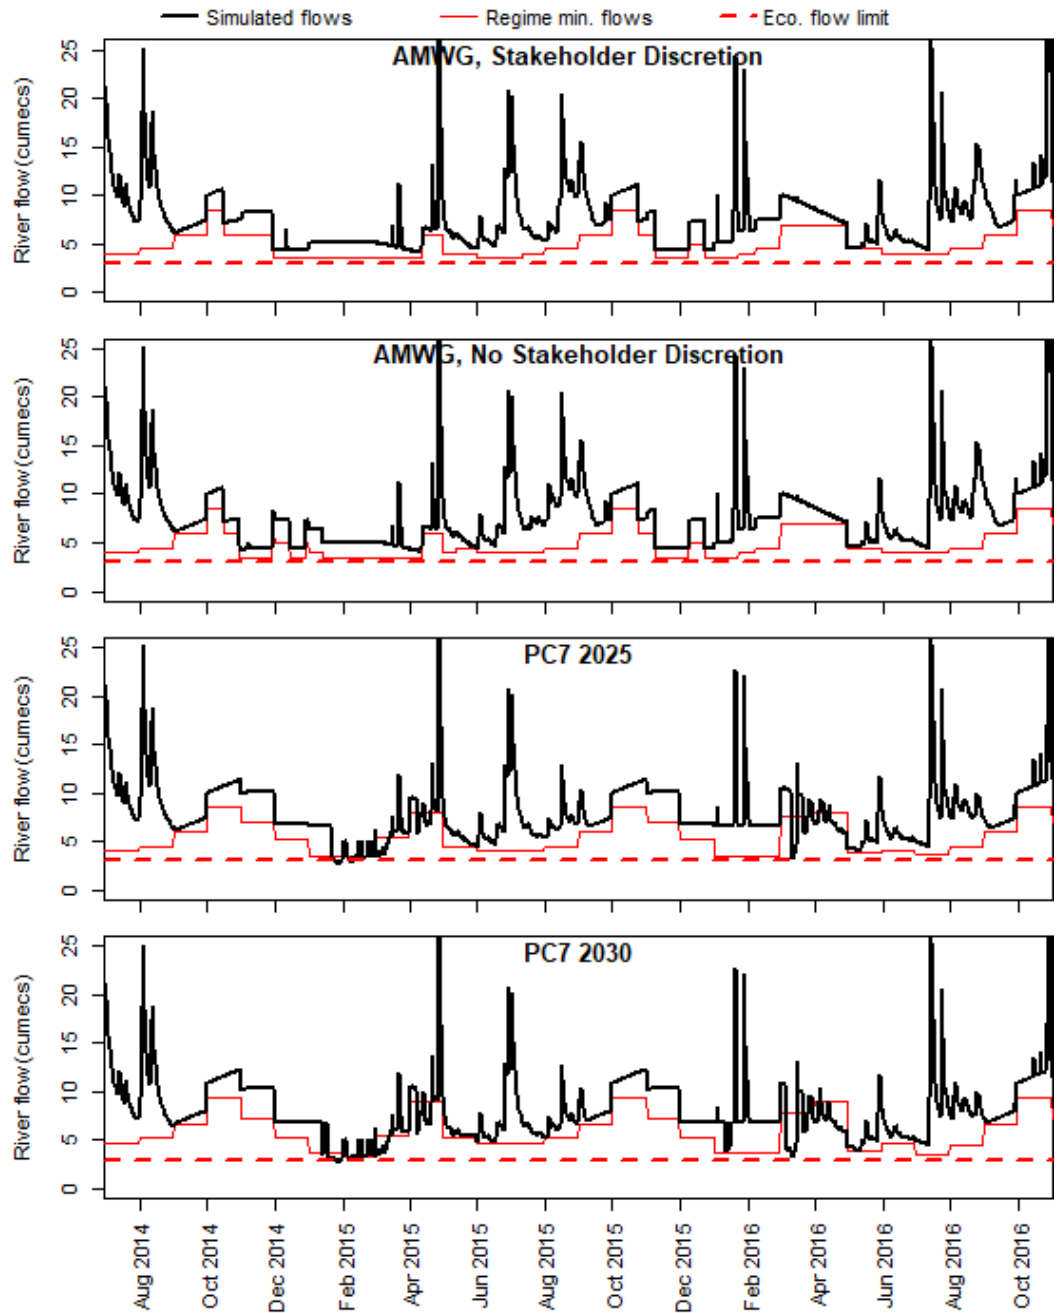 Simulated flows Regime min. flows Eco. flow limit
AMWG, Stakeholder Discretion
River flow (cumecs)
25
20
15
10
5
0
AMWG, No Stakeholder Discretion
River flow (cumecs)
25
20
15
10
5
0
PC7 2025
River flow (cumecs)
25
20
15
10
5
0
PC7 2030
River flow (cumecs)
25
20
15
10
5
0
Aug 2014
Oct 2014
Dec 2014
Feb 2015
Apr 2015
Jun 2015
Aug 2015
Oct 2015
Dec 2015
Feb 2016
Apr 2016
Jun 2016
Aug 2016
Oct 2016